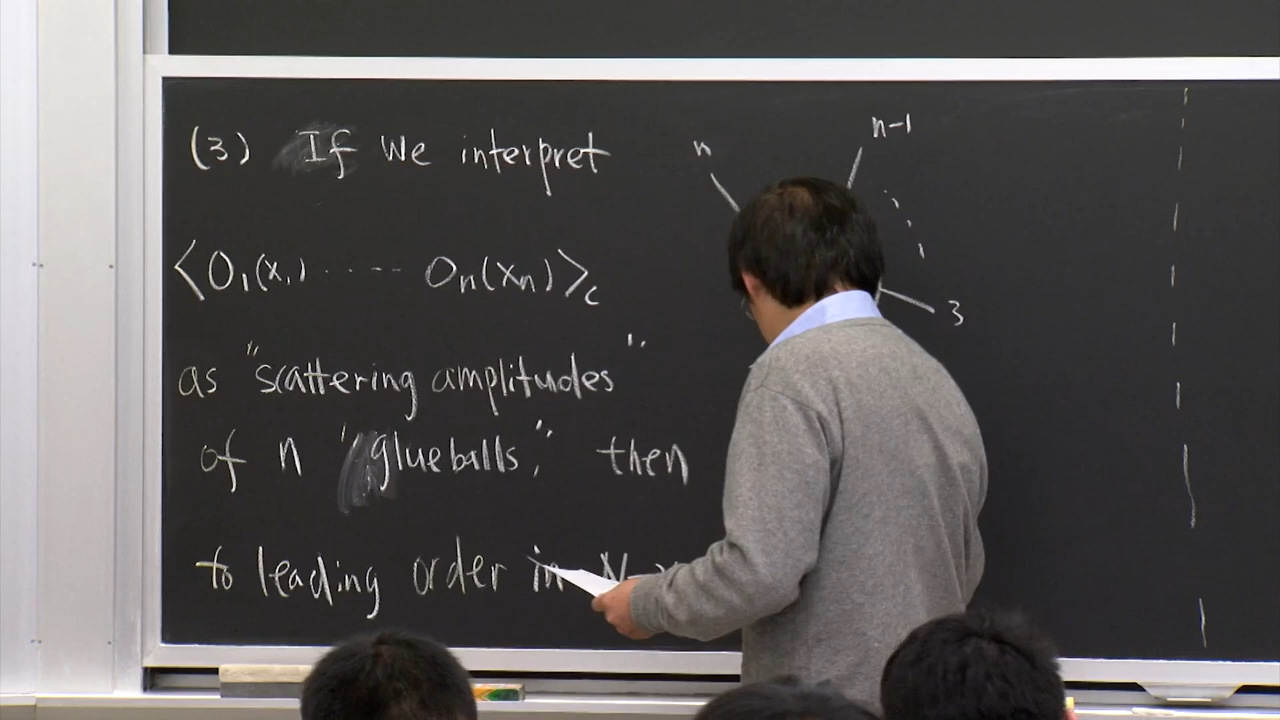 (3) If we interpret
⟨O₁(x₁) ····· Oₙ(xₙ)⟩c
as "scattering amplitudes"
of n "glueballs", then
to leading order in N
n
n-1
3